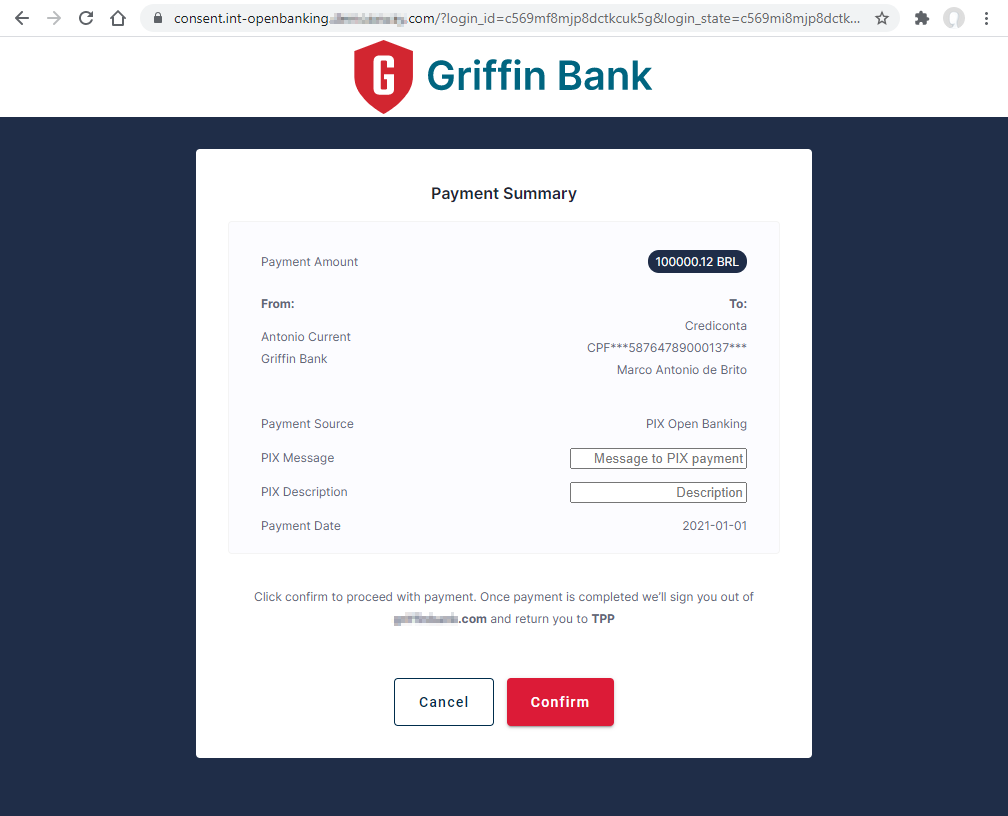 consent.int-openbanking. .com/?login_id=c569mf8mjp8dctkcuk5g&login_state=c569mi8mjp8dctk...
G Griffin Bank
Payment Summary
Payment Amount 100000.12 BRL
From: To:
Crediconta
Antonio Current
CPF***58764789000137***
Griffin Bank
Marco Antonio de Brito
Payment Source PIX Open Banking
PIX Message Message to PIX payment
PIX Description Description
Payment Date 2021-01-01
Click confirm to proceed with payment. Once payment is completed we'll sign you out of
.com and return you to TPP
Cancel Confirm